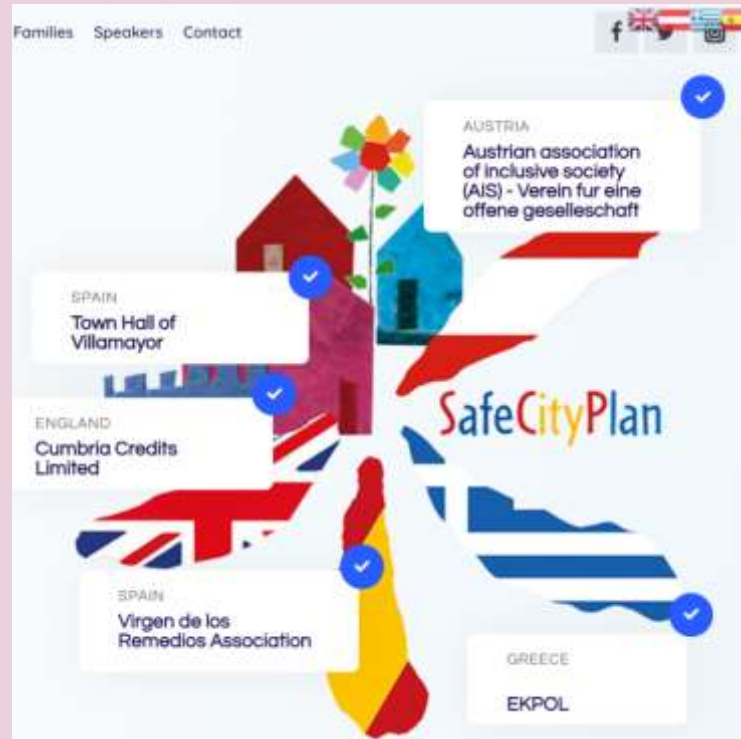 Families Speakers Contact
AUSTRIA
Austrian association
of inclusive society
(AIS) - Verein fur eine
offene geselleschaft
SPAIN
Town Hall of
Villamayor
ENGLAND
Cumbria Credits
Limited
SafeCityPlan
SPAIN
Virgen de los
Remedios Association
GREECE
EKPOL